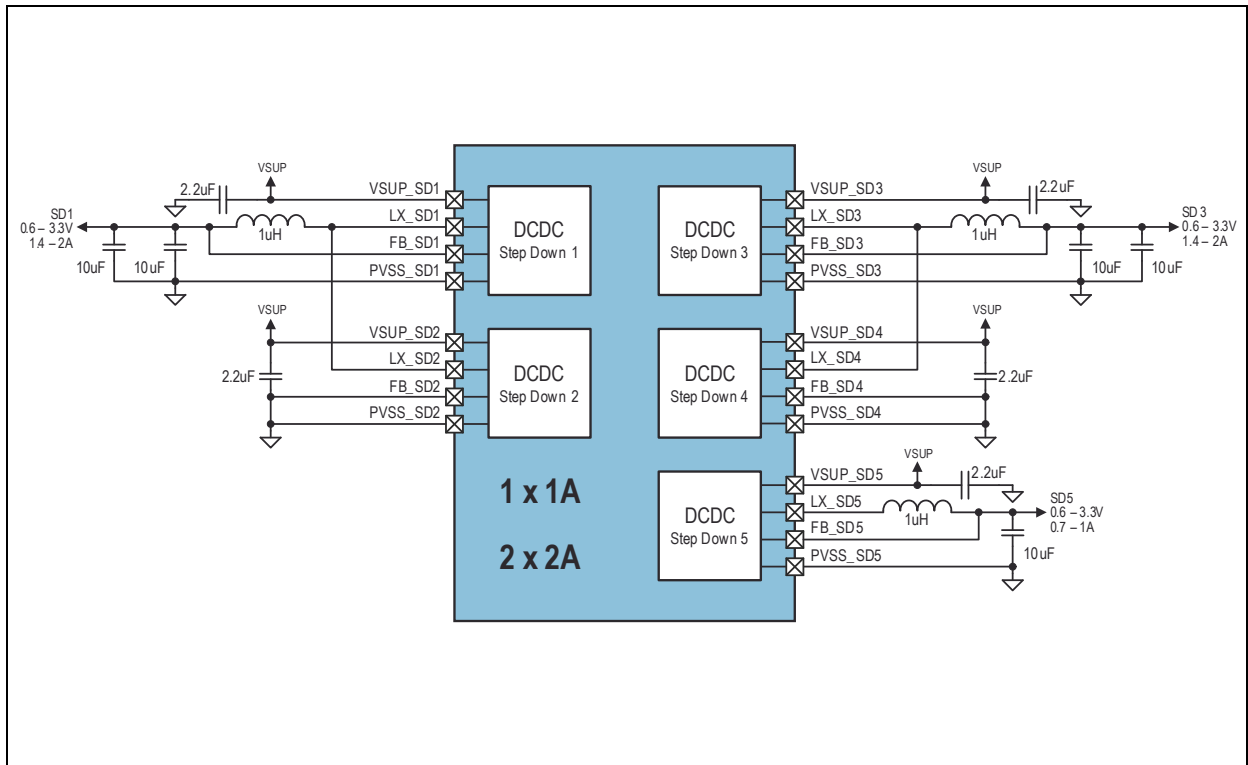 VSUP
2.2uF
VSUP_SD1
SD1
0.6 – 3.3V
1.4 – 2A
1uH
LX_SD1
FB_SD1
10uF
10uF
PVSS_SD1
DCDC
Step Down 1
VSUP
VSUP_SD2
2.2uF
LX_SD2
FB_SD2
PVSS_SD2
DCDC
Step Down 2
1 x 1A
2 x 2A
DCDC
Step Down 3
VSUP_SD3
VSUP
2.2uF
LX_SD3
1uH
SD3
0.6 – 3.3V
1.4 – 2A
FB_SD3
10uF
10uF
PVSS_SD3
DCDC
Step Down 4
VSUP
VSUP_SD4
LX_SD4
2.2uF
FB_SD4
PVSS_SD4
DCDC
Step Down 5
VSUP
VSUP_SD5
2.2uF
LX_SD5
1uH
SD5
0.6 – 3.3V
0.7 – 1A
FB_SD5
10uF
PVSS_SD5